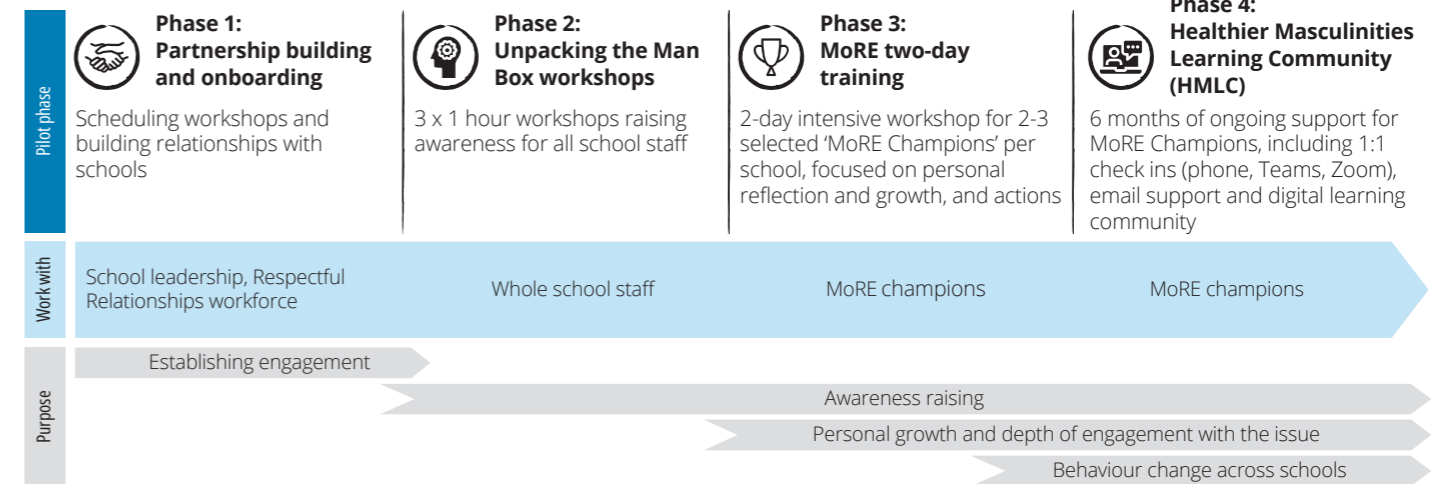 Pilot phase
Phase 1:
Partnership building
and onboarding
Scheduling workshops and
building relationships with
schools
Phase 2:
Unpacking the Man
Box workshops
3 x 1 hour workshops raising
awareness for all school staff
Phase 3:
MoRE two-day
training
2-day intensive workshop for 2-3
selected ‘MoRE Champions’ per
school, focused on personal
reflection and growth, and actions
Phase 4:
Healthier Masculinities
Learning Community
(HMLC)
6 months of ongoing support for
MoRE Champions, including 1:1
check ins (phone, Teams, Zoom),
email support and digital learning
community
Work with
School leadership, Respectful
Relationships workforce
Whole school staff
MoRE champions
MoRE champions
Purpose
Establishing engagement
Awareness raising
Personal growth and depth of engagement with the issue
Behaviour change across schools